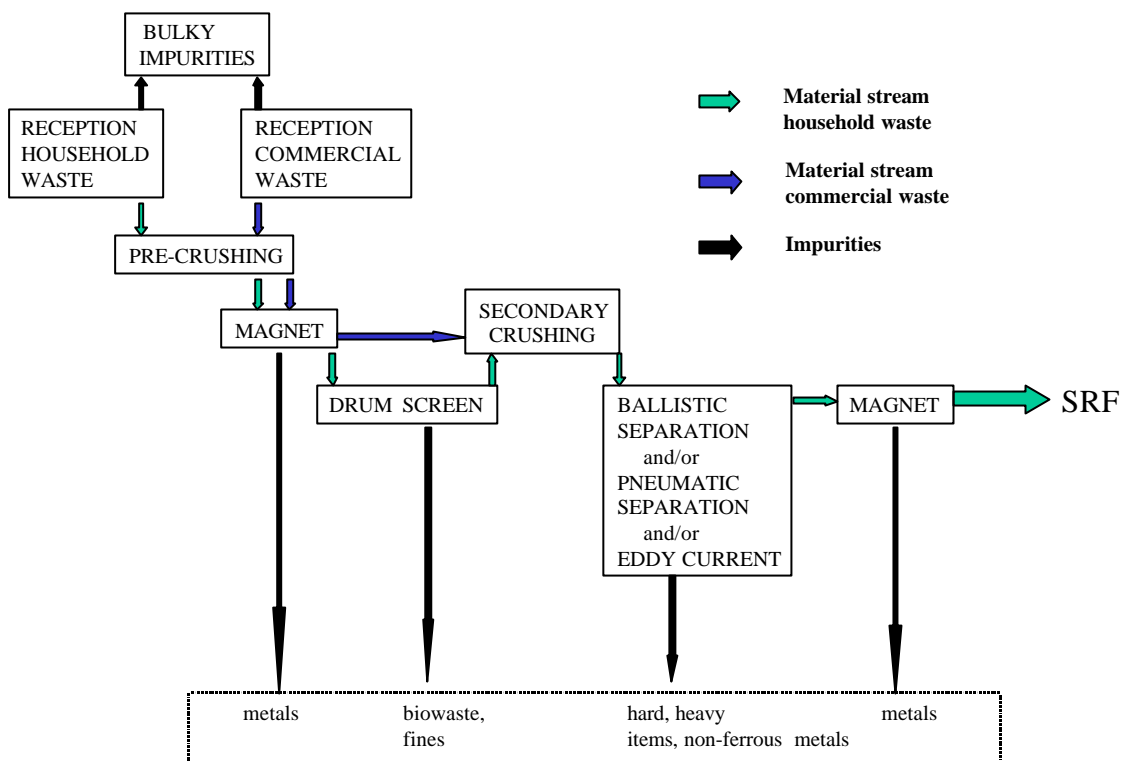 BULKY
IMPURITIES
RECEPTION
HOUSEHOLD
WASTE
RECEPTION
COMMERCIAL
WASTE
Material stream
household waste
Material stream
commercial waste
Impurities
PRE-CRUSHING
MAGNET
SECONDARY
CRUSHING
DRUM SCREEN
BALLISTIC
SEPARATION
and/or
PNEUMATIC
SEPARATION
and/or
EDDY CURRENT
MAGNET
SRF
metals
biowaste,
fines
hard, heavy
items, non-ferrous metals
metals